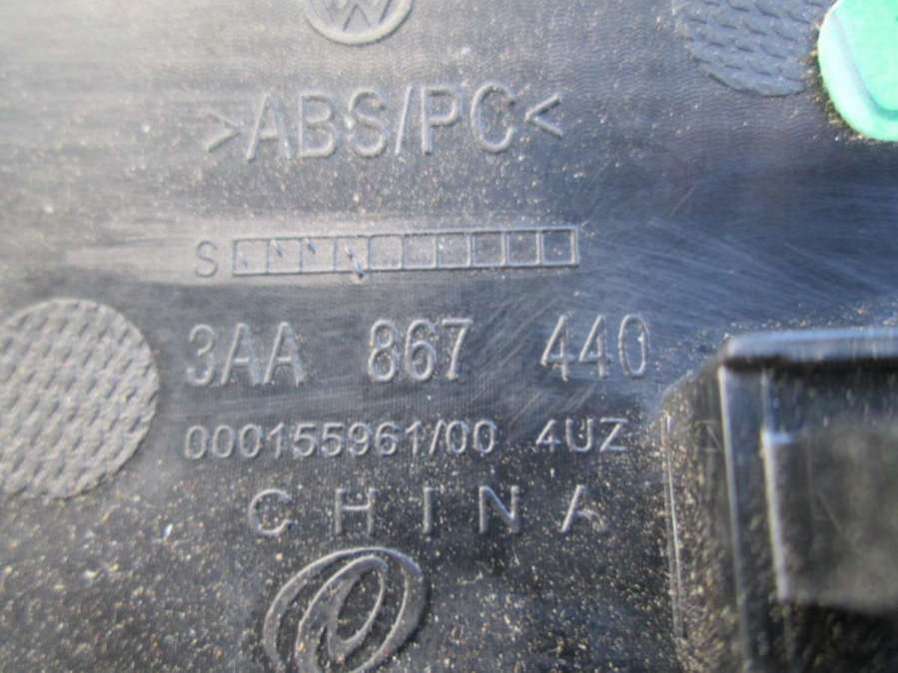 >ABS/PC<
S
3AA 867 440
000155961/00 4UZ
CHINA